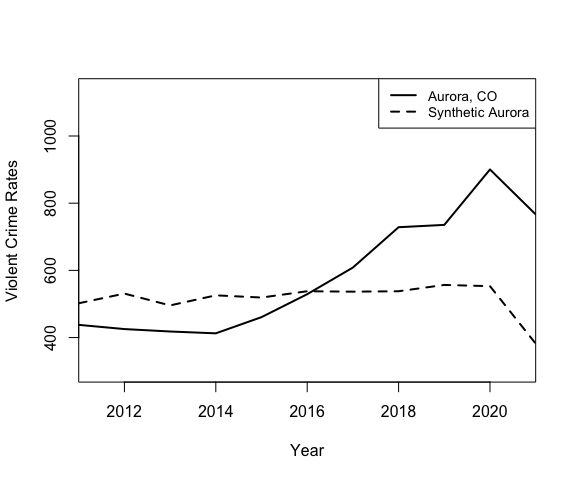 Aurora, CO
Synthetic Aurora
Violent Crime Rates
1000
800
600
400
2012 2014 2016 2018 2020
Year